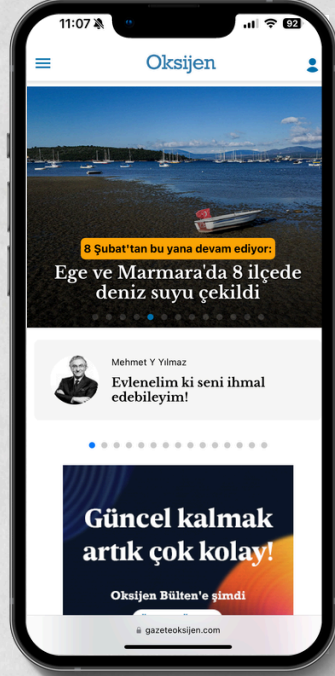 11:07
92
Oksijen
8 Şubat'tan bu yana devam ediyor:
Ege ve Marmara'da 8 ilçede
deniz suyu çekildi
Mehmet Y Yılmaz
Evlenelim ki seni ihmal
edebileyim!
Güncel kalmak
artık çok kolay!
Oksijen Bülten'e şimdi
gazeteoksijen.com